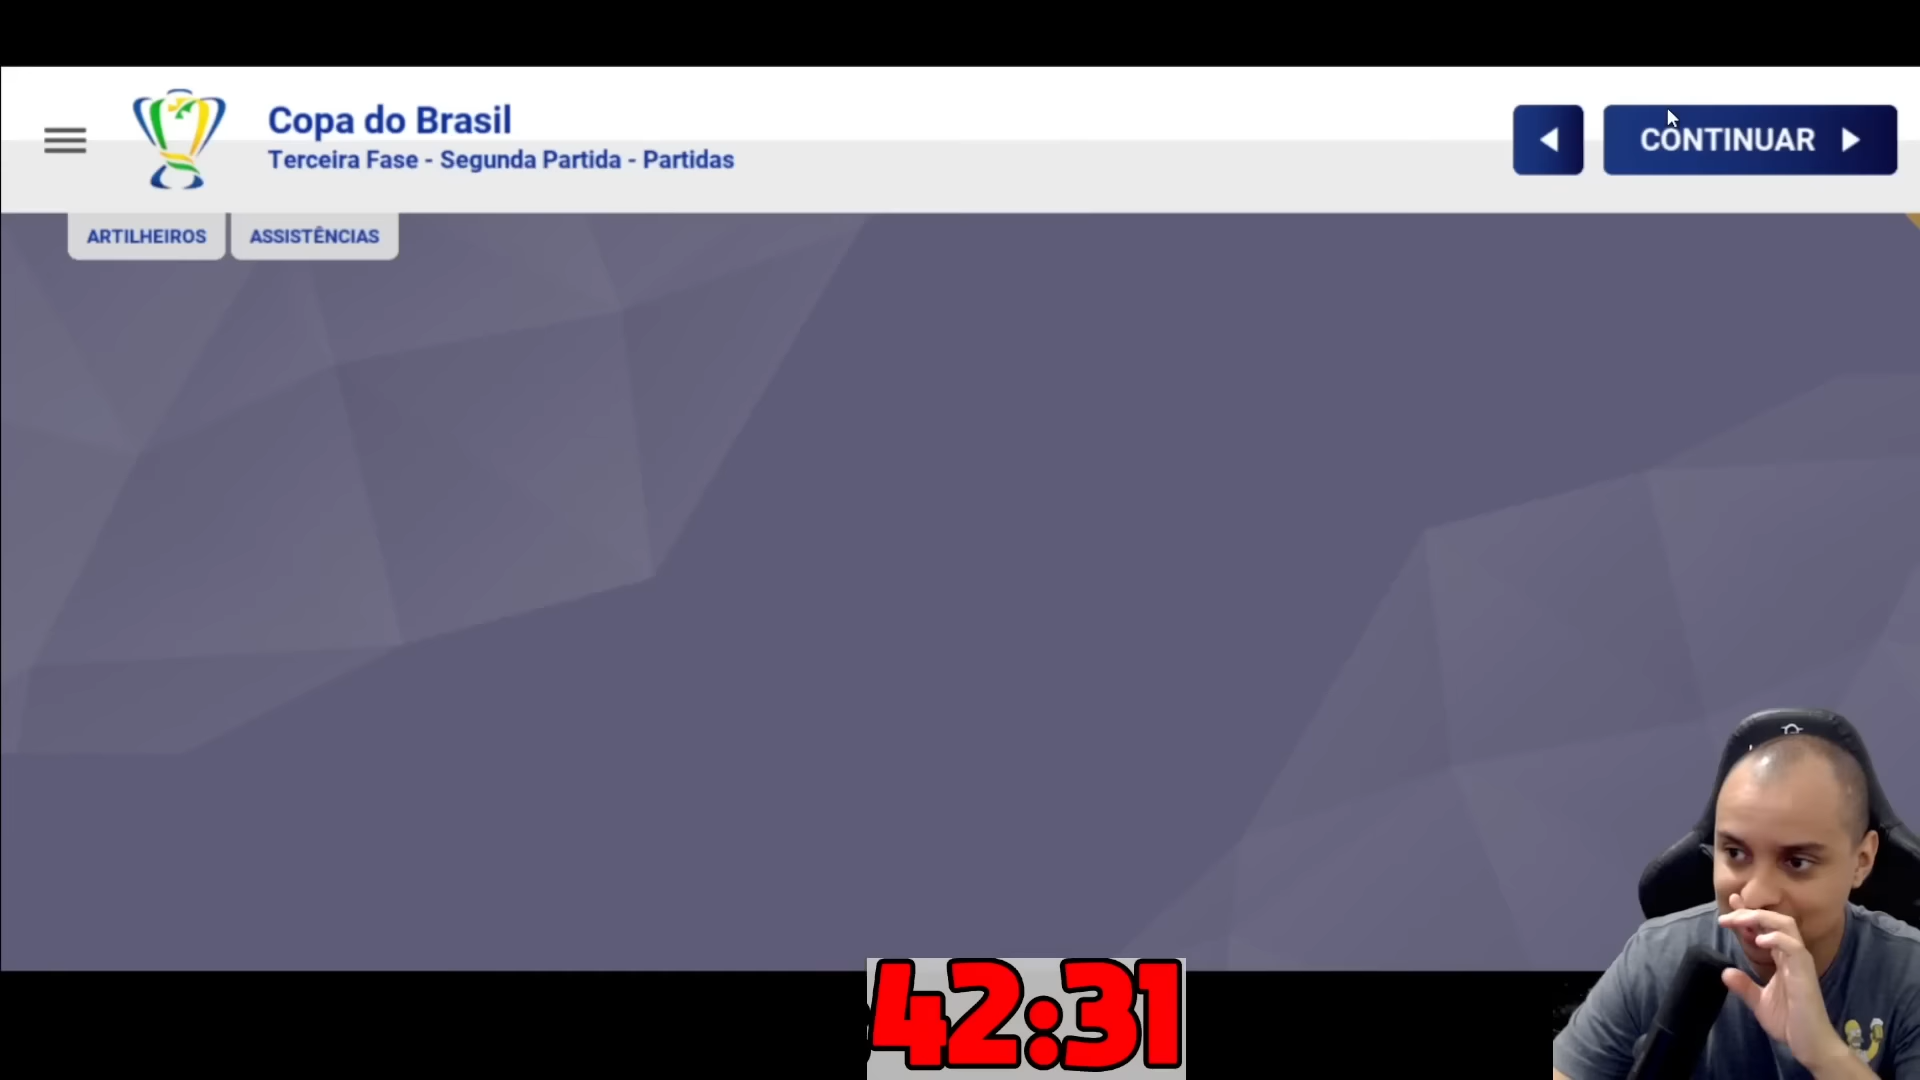 Copa do Brasil
Terceira Fase - Segunda Partida - Partidas
CONTINUAR
ARTILHEIROS
ASSISTÊNCIAS
42:31